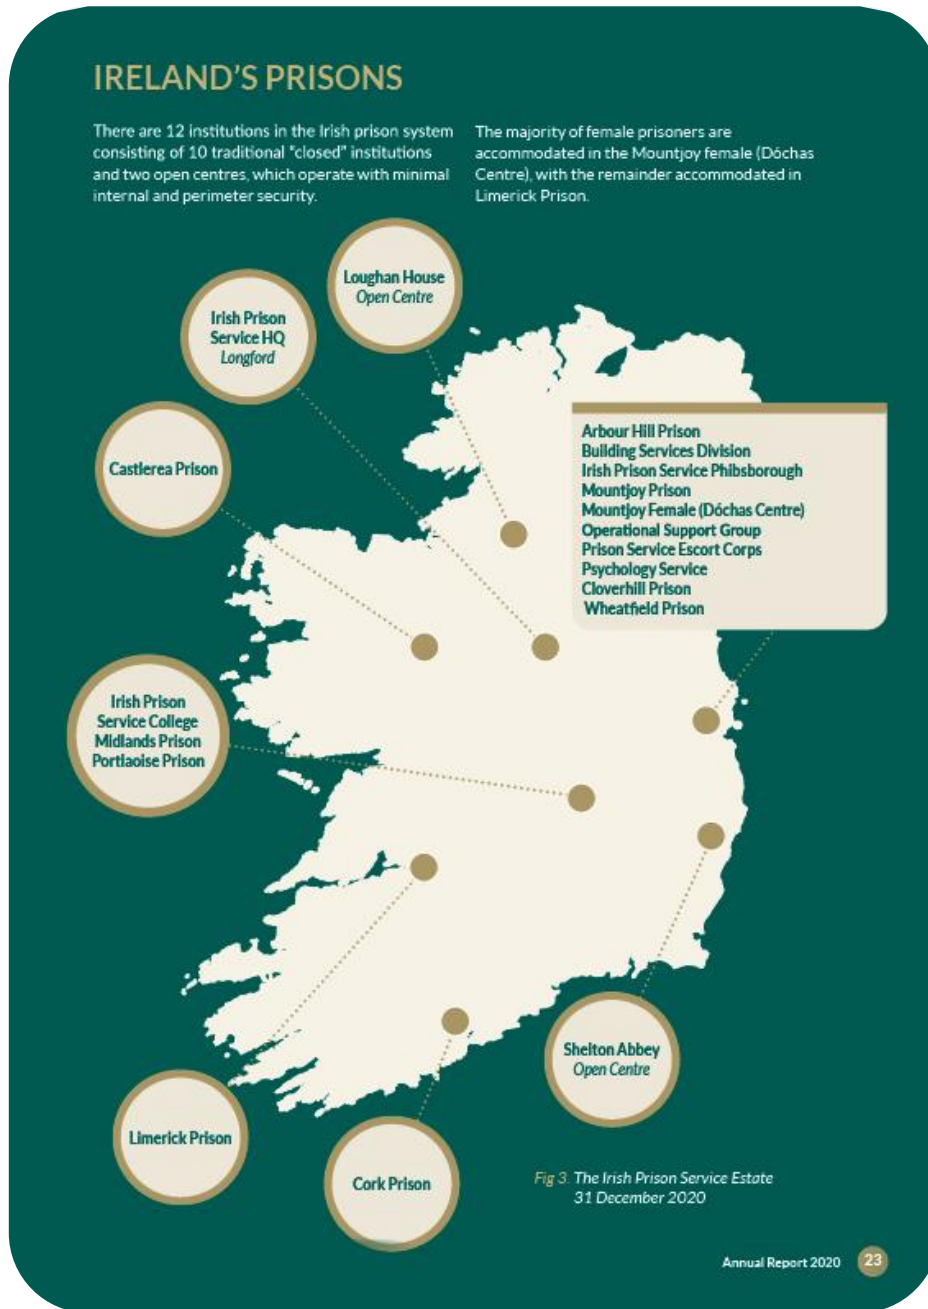 IRELAND'S PRISONS
There are 12 institutions in the Irish prison system
consisting of 10 traditional "closed" institutions
and two open centres, which operate with minimal
internal and perimeter security.
The majority of female prisoners are
accommodated in the Mountjoy female (Dóchas
Centre), with the remainder accommodated in
Limerick Prison.
Loughan House
Open Centre
Irish Prison
Service HQ
Longford
Castlerea Prison
Arbour Hill Prison
Building Services Division
Irish Prison Service Phibsborough
Mountjoy Prison
Mountjoy Female (Dóchas Centre)
Operational Support Group
Prison Service Escort Corps
Psychology Service
Cloverhill Prison
Wheatfield Prison
Irish Prison
Service College
Midlands Prison
Portlaoise Prison
Shelton Abbey
Open Centre
Limerick Prison
Cork Prison
Fig 3. The Irish Prison Service Estate
31 December 2020
Annual Report 2020 23